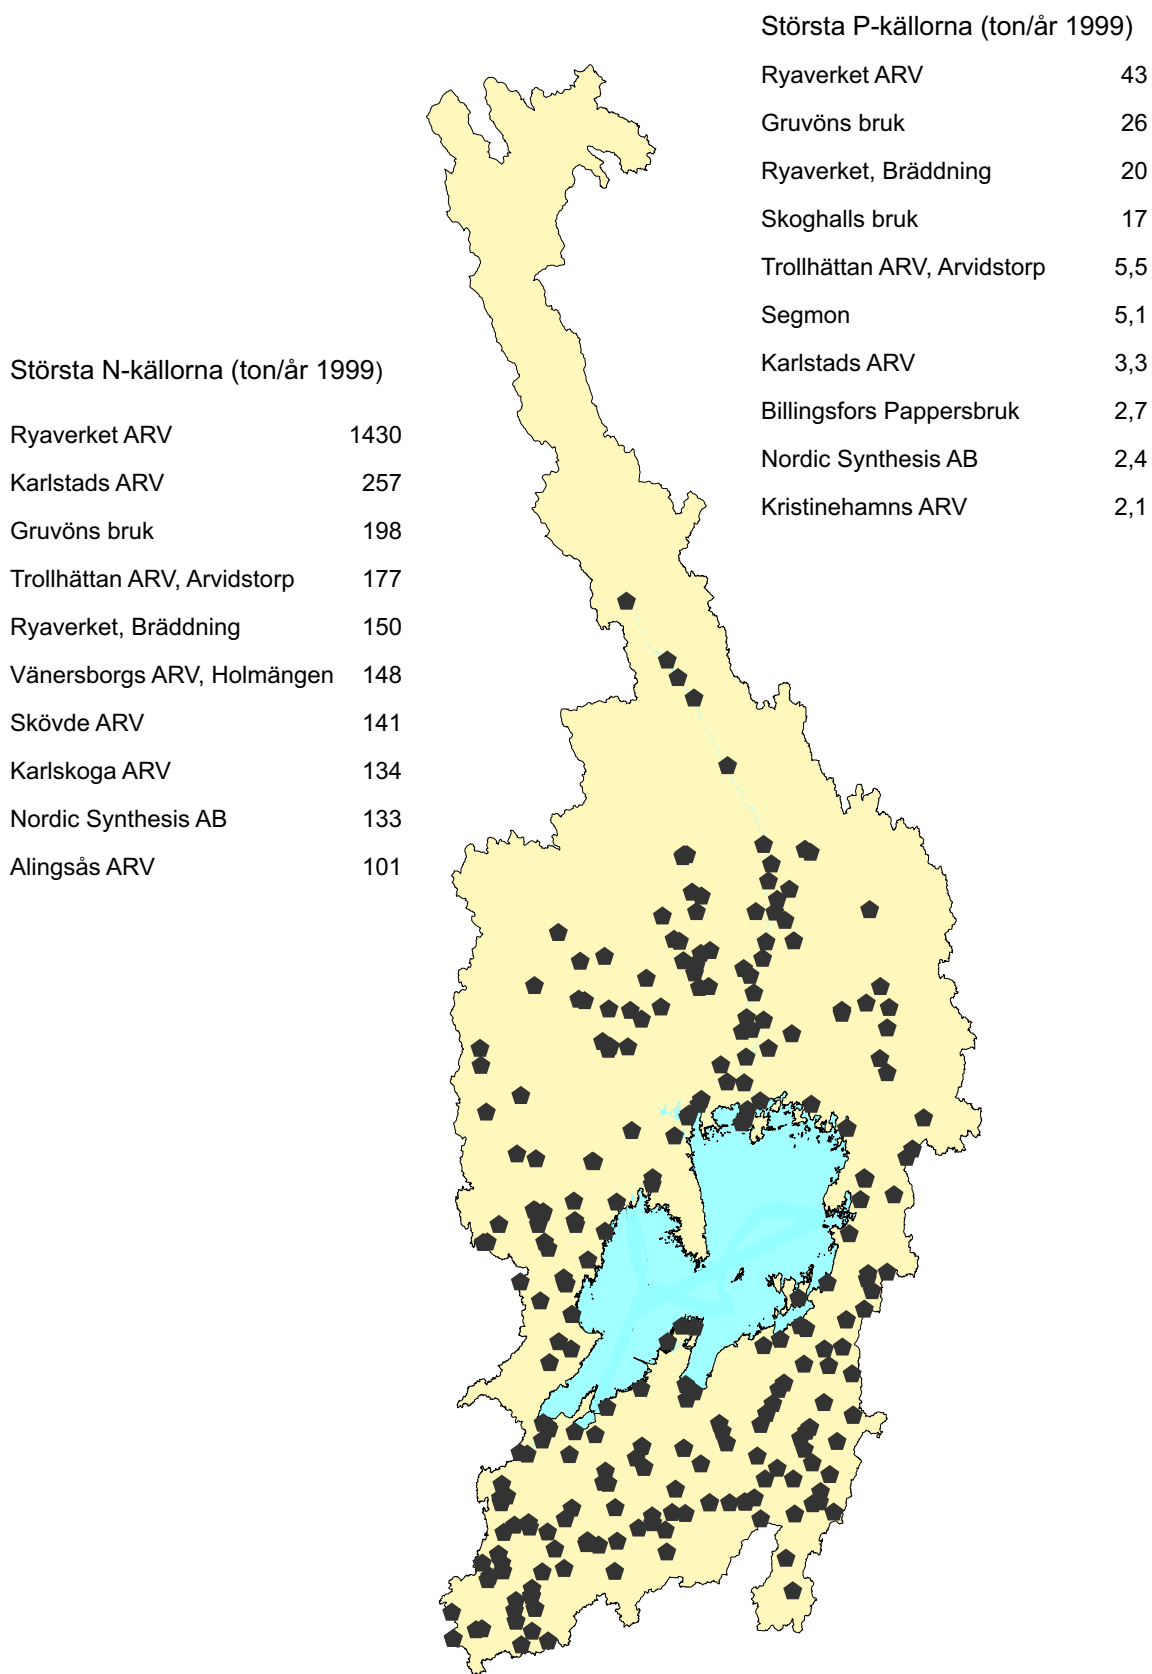 Största P-källorna (ton/år 1999)
Ryaverket ARV 43
Gruvöns bruk 26
Ryaverket, Bräddning 20
Skoghalls bruk 17
Trollhättan ARV, Arvidstorp 5,5
Segmon 5,1
Karlstads ARV 3,3
Billingsfors Pappersbruk 2,7
Nordic Synthesis AB 2,4
Kristinehamns ARV 2,1
Största N-källorna (ton/år 1999)
Ryaverket ARV 1430
Karlstads ARV 257
Gruvöns bruk 198
Trollhättan ARV, Arvidstorp 177
Ryaverket, Bräddning 150
Vänersborgs ARV, Holmängen 148
Skövde ARV 141
Karlskoga ARV 134
Nordic Synthesis AB 133
Alingsås ARV 101